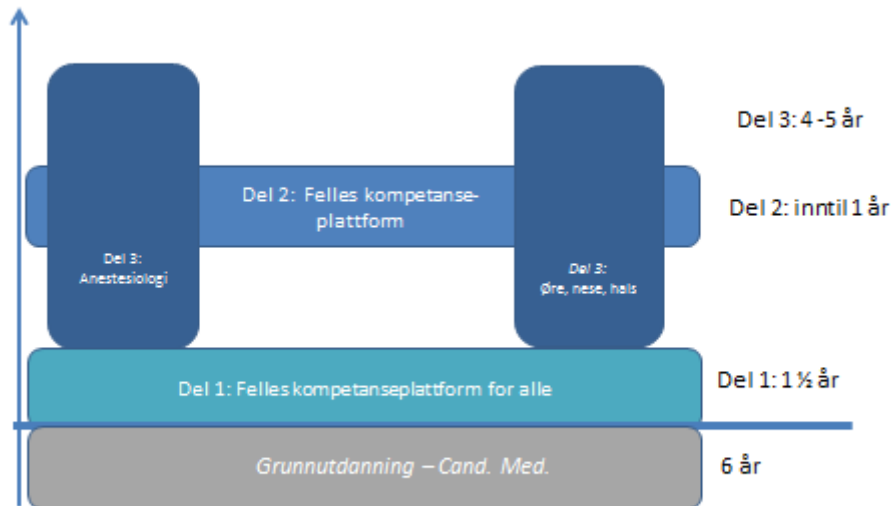 Del 3: 4 -5 år
Del 2: Felles kompetanse-
plattform
Del 2: inntil 1 år
Del 3:
Anestesiologi
Del 3:
Øre, nese, hals
Del 1: Felles kompetanseplattform for alle
Del 1: 1 ½ år
Grunnutdanning – Cand. Med.
6 år